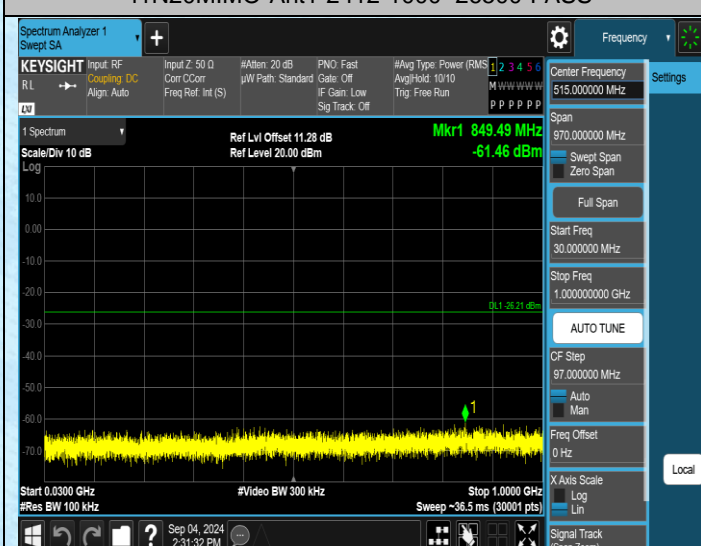 Spectrum Analyzer 1
Swept SA
Frequency
KEYSIGHT
RL
LXI
Input: RF
Coupling: DC
Align: Auto
Input Z: 50 Ω
Corr CCorr
Freq Ref: Int (S)
#Atten: 20 dB
µW Path: Standard
PNO: Fast
Gate: Off
IF Gain: Low
Sig Track: Off
#Avg Type: Power (RMS
Avg|Hold: 10/10
Trig: Free Run
1 2 3 4 5 6
M W W W W W
P P P P P P
1 Spectrum
Scale/Div 10 dB
Log
Ref Lvl Offset 11.28 dB
Ref Level 20.00 dBm
Mkr1 849.49 MHz
-61.46 dBm
10.0
0.00
-10.0
-20.0
DL1 -26.21 dBm
-30.0
-40.0
-50.0
1
-60.0
-70.0
Start 0.0300 GHz
#Res BW 100 kHz
#Video BW 300 kHz
Stop 1.0000 GHz
Sweep ~36.5 ms (30001 pts)
?
Sep 04, 2024
2:31:32 PM
Center Frequency
515.000000 MHz
Span
970.000000 MHz
Swept Span
Zero Span
Full Span
Start Freq
30.000000 MHz
Stop Freq
1.000000000 GHz
AUTO TUNE
CF Step
97.000000 MHz
Auto
Man
Freq Offset
0 Hz
X Axis Scale
Log
Lin
Signal Track
Settings
Local